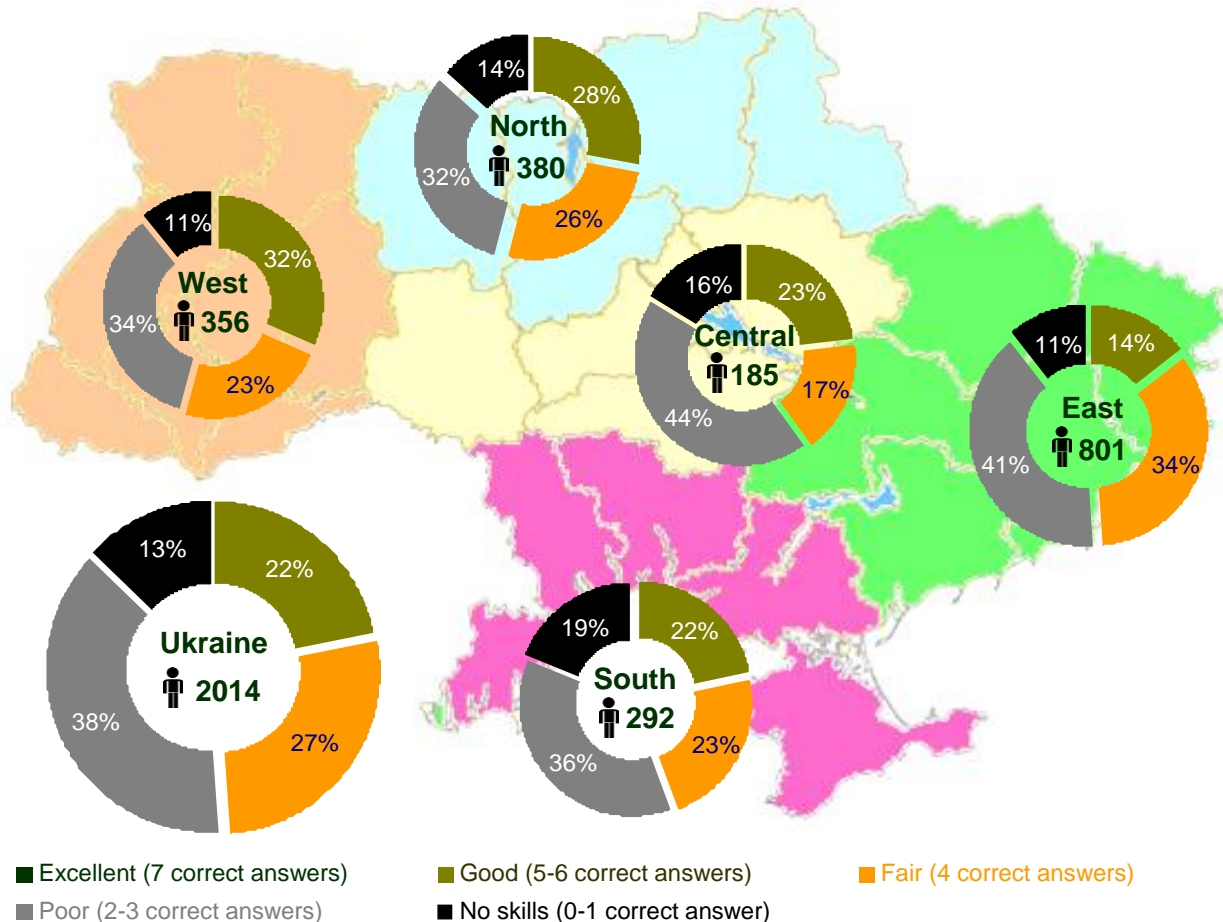 14%
28%
North
380
32%
26%
11%
32%
West
356
34%
23%
16%
23%
Central
185
17%
44%
11%
14%
East
801
41%
34%
13%
22%
Ukraine
2014
38%
27%
19%
22%
South
292
36%
23%
Excellent (7 correct answers)
Good (5-6 correct answers)
Fair (4 correct answers)
Poor (2-3 correct answers)
No skills (0-1 correct answer)